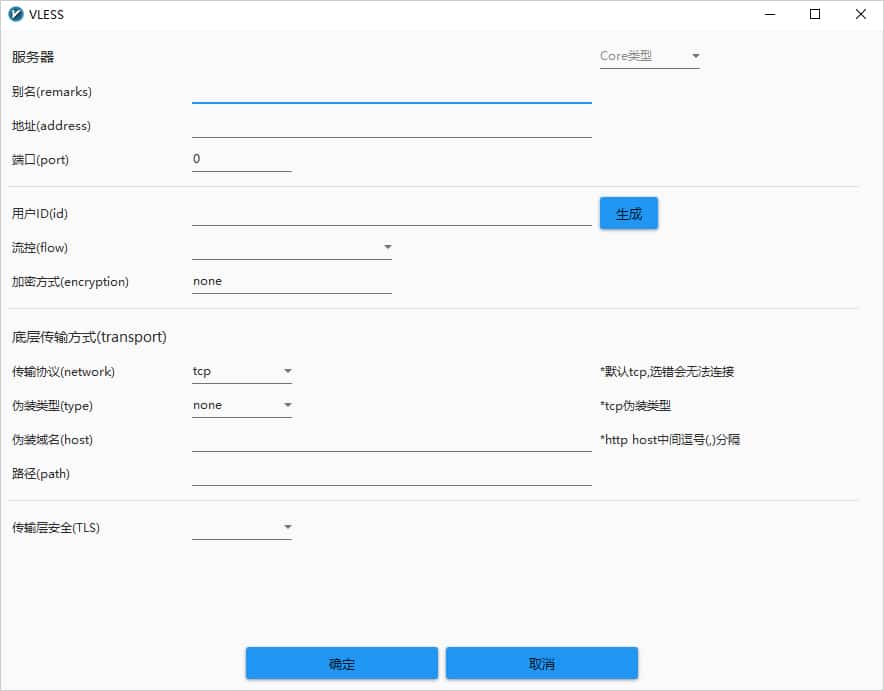 VLESS
服务器
Core类型
别名(remarks)
地址(address)
端口(port)
0
用户ID(id)
生成
流控(flow)
加密方式(encryption)
none
底层传输方式(transport)
传输协议(network)
tcp
*默认tcp,选错会无法连接
伪装类型(type)
none
*tcp伪装类型
伪装域名(host)
*http host中间逗号(,)分隔
路径(path)
传输层安全(TLS)
确定
取消